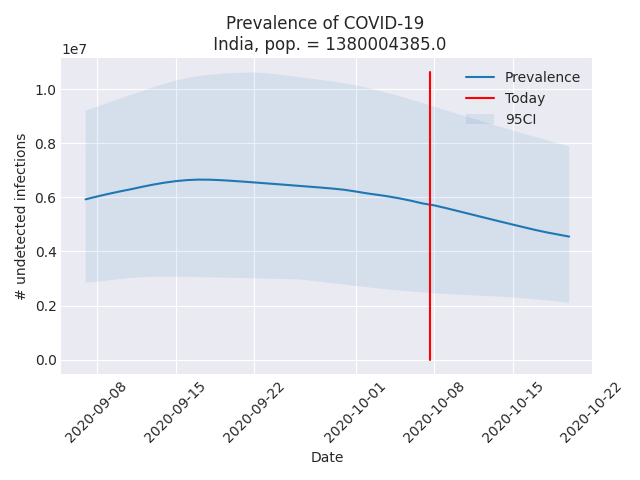 Prevalence of COVID-19
India, pop. = 1380004385.0
1e7
Prevalence
Today
95CI
1.0
0.8
0.6
0.4
0.2
0.0
# undetected infections
2020-09-08
2020-09-15
2020-09-22
2020-10-01
2020-10-08
2020-10-15
2020-10-22
Date